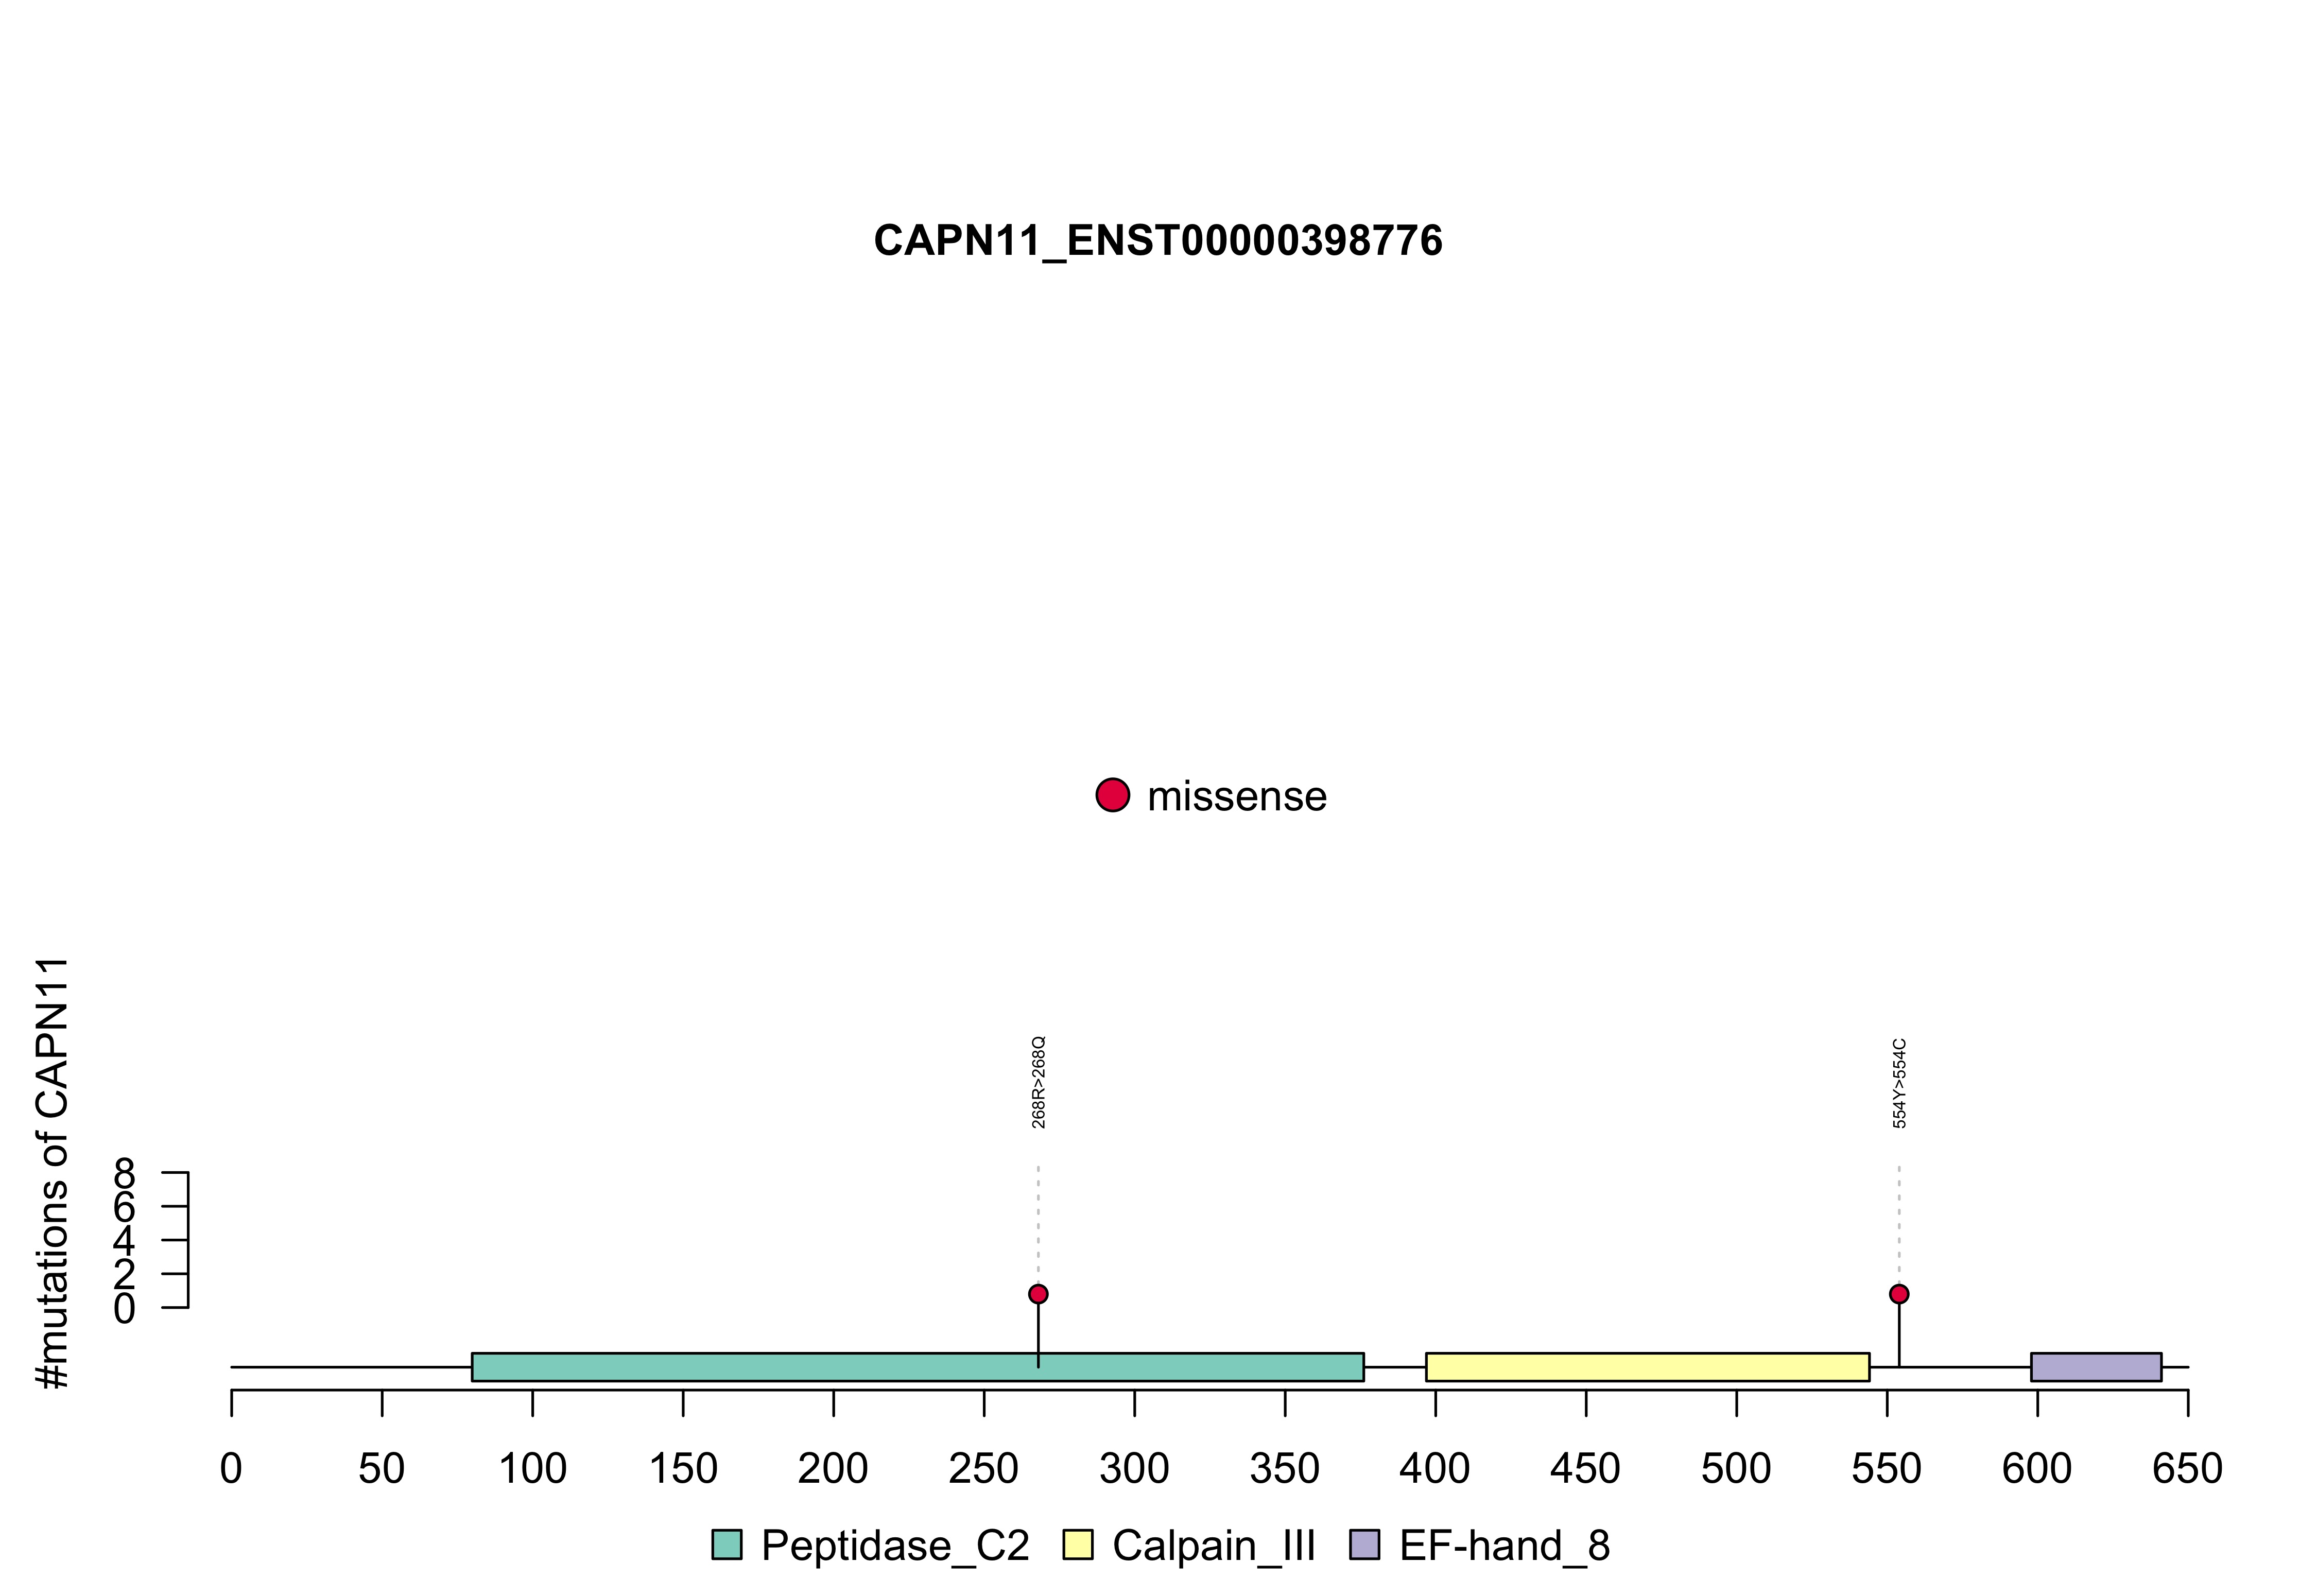 CAPN11_ENST00000398776
missense
#mutations of CAPN11
268R>268Q
554Y>554C
8
6
4
2
0
0 50 100 150 200 250 300 350 400 450 500 550 600 650
Peptidase_C2 Calpain_III EF-hand_8